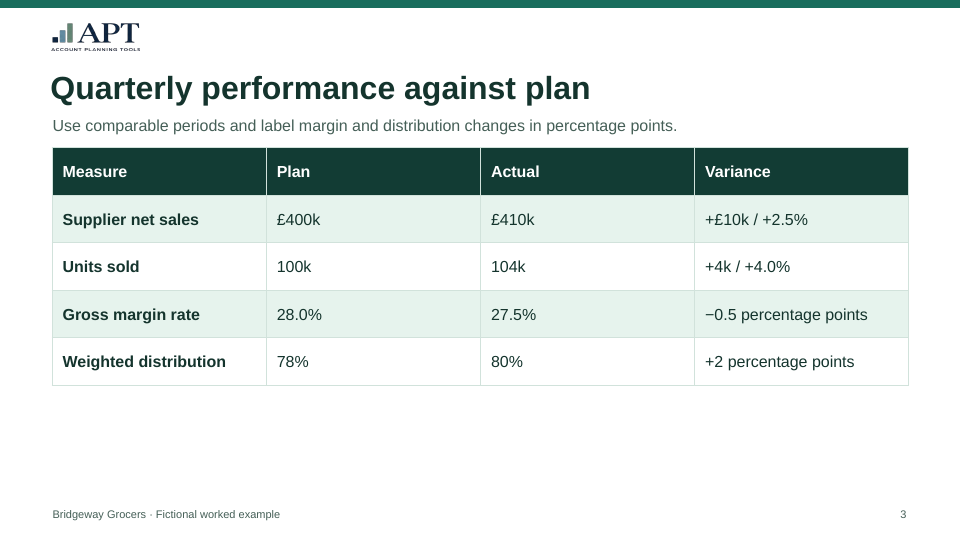 APT
ACCOUNT PLANNING TOOLS
Quarterly performance against plan
Use comparable periods and label margin and distribution changes in percentage points.
Measure Plan Actual Variance
Supplier net sales £400k £410k +£10k / +2.5%
Units sold 100k 104k +4k / +4.0%
Gross margin rate 28.0% 27.5% −0.5 percentage points
Weighted distribution 78% 80% +2 percentage points
Bridgeway Grocers · Fictional worked example 3